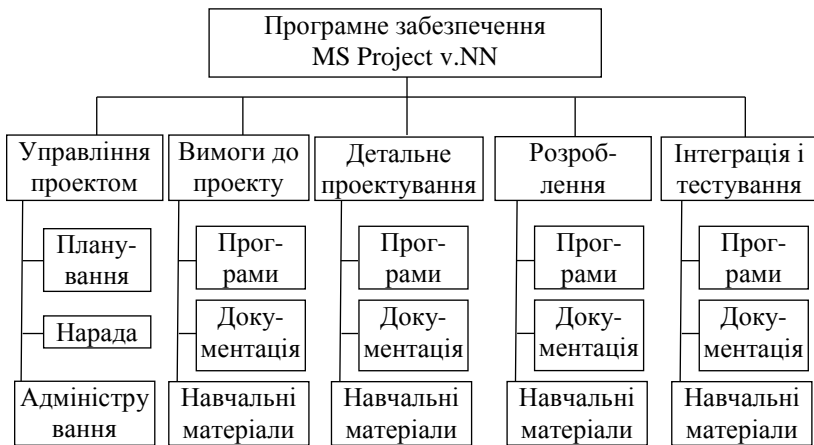 Програмне забезпечення
MS Project v.NN
Управління
проектом
Вимоги до
проекту
Детальне
проектування
Розроб-
лення
Інтеграція і
тестування
Плану-
вання
Прог-
рами
Прог-
рами
Прог-
рами
Прог-
рами
Нарада
Доку-
ментація
Доку-
ментація
Доку-
ментація
Доку-
ментація
Адміністру
вання
Навчальні
матеріали
Навчальні
матеріали
Навчальні
матеріали
Навчальні
матеріали